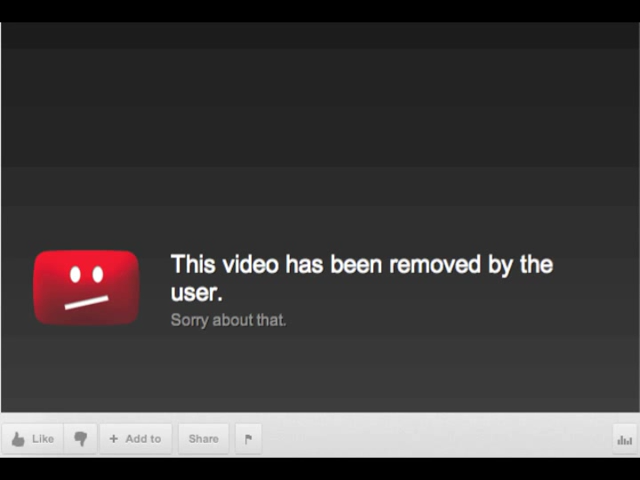 This video has been removed by the
user.
Sorry about that.
Like
+ Add to
Share